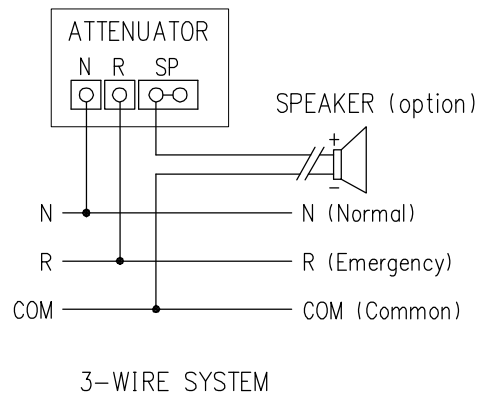 ATTENUATOR
N R SP
SPEAKER (option)
+
−
N
N (Normal)
R
R (Emergency)
COM
COM (Common)
3-WIRE SYSTEM